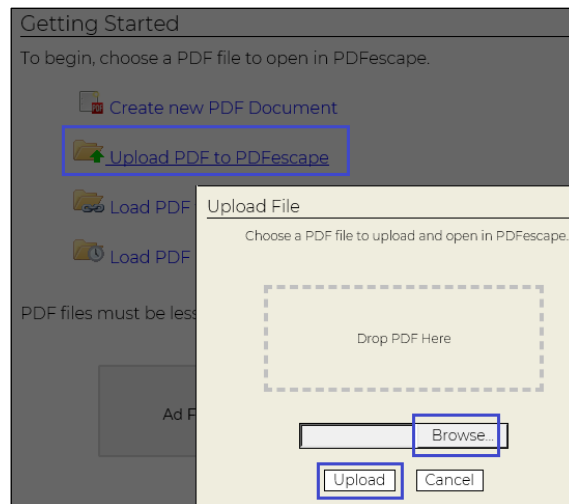 Getting Started
To begin, choose a PDF file to open in PDFescape.
Create new PDF Document
Upload PDF to PDFescape
Load PDF
Load PDF
PDF files must be less
Ad
Upload File
Choose a PDF file to upload and open in PDFescape.
Drop PDF Here
Browse...
Upload Cancel